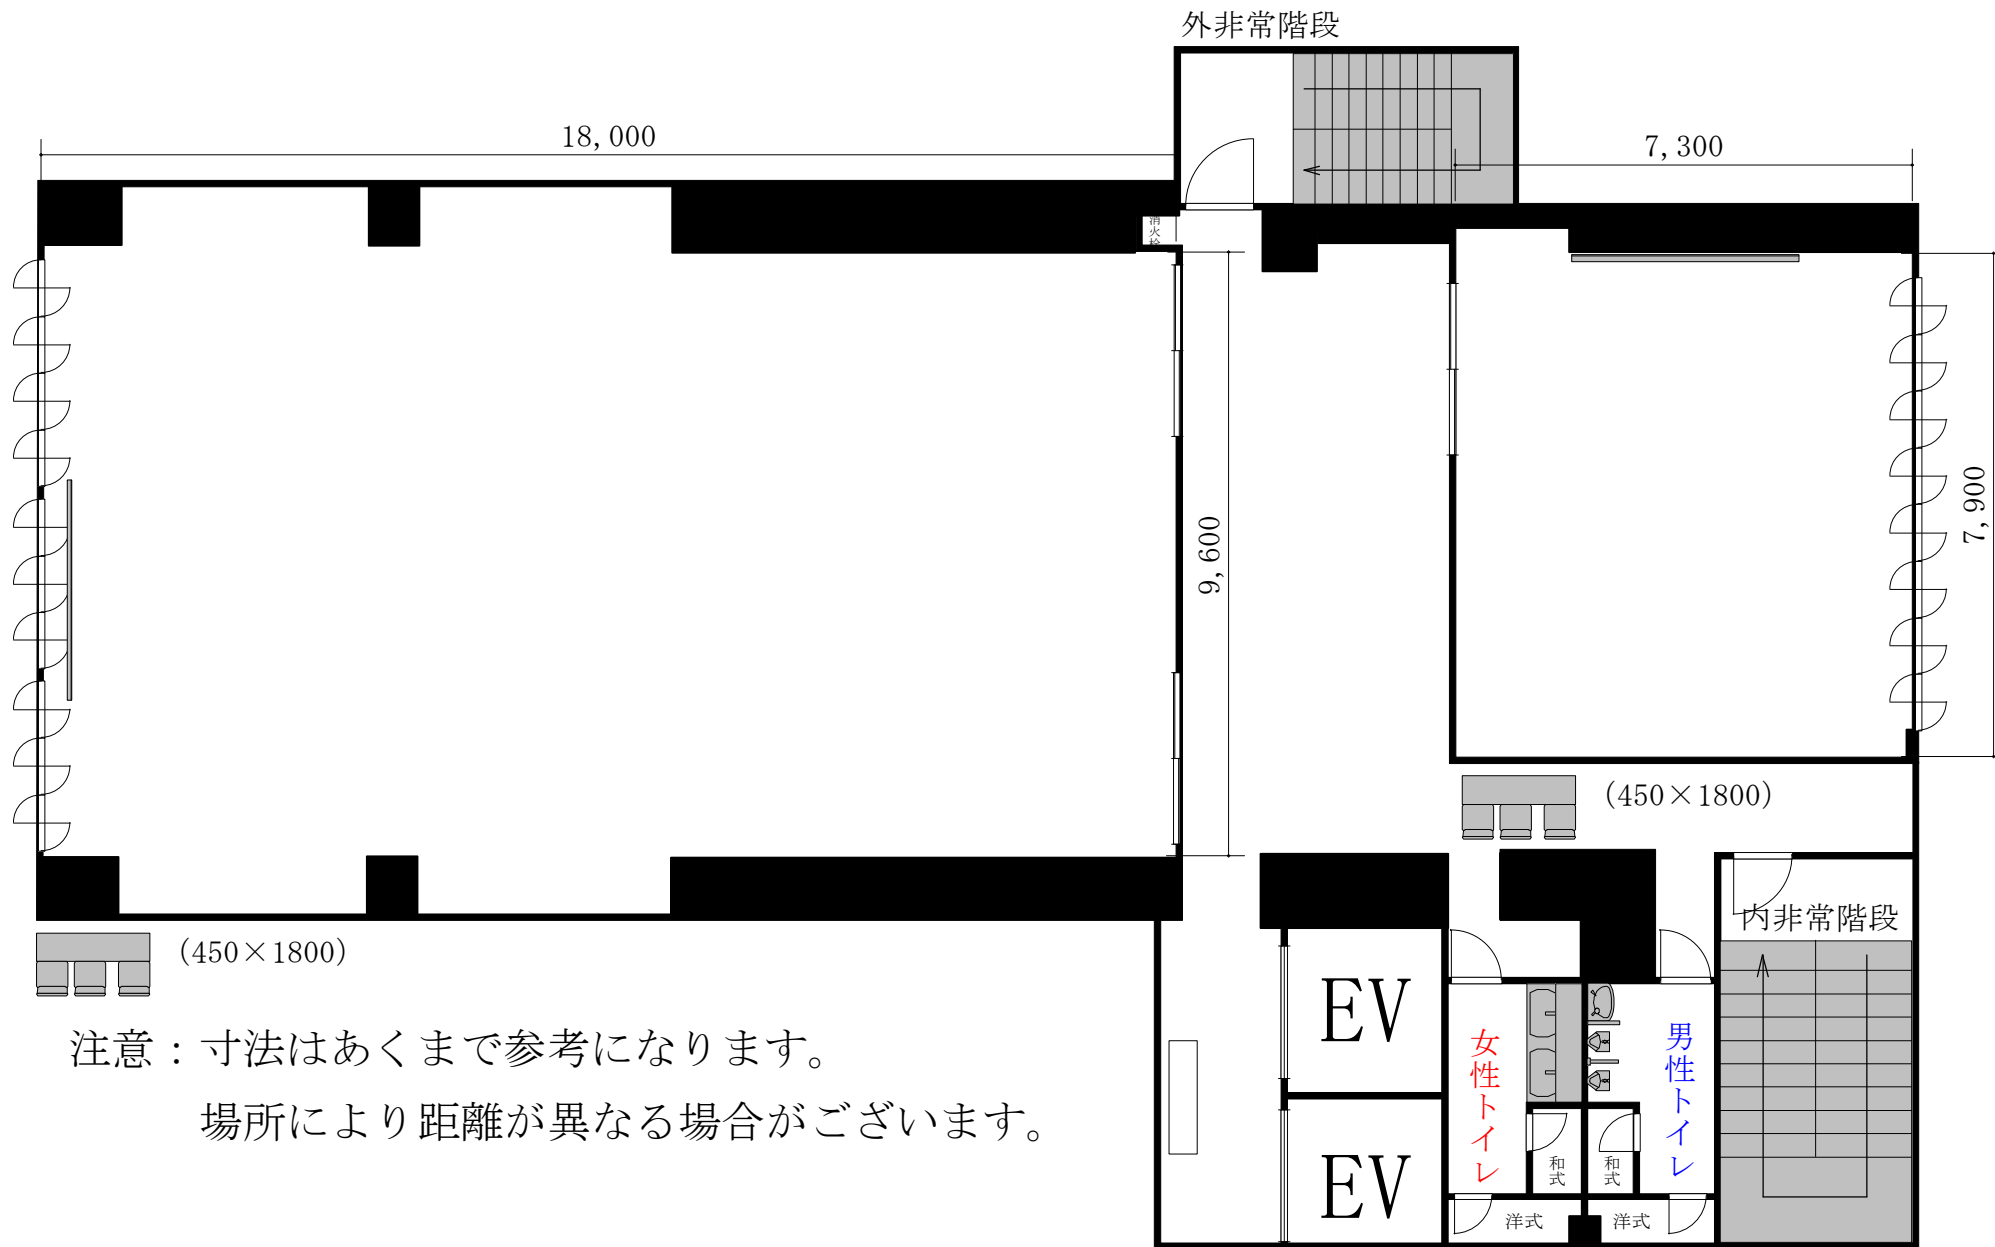 外非常階段
18,000
7,300
消火栓
9,600
7,900
(450×1800)
内非常階段
(450×1800)
注意：寸法はあくまで参考になります。
場所により距離が異なる場合がございます。
EV
EV
女性トイレ
男性トイレ
和式
和式
洋式
洋式